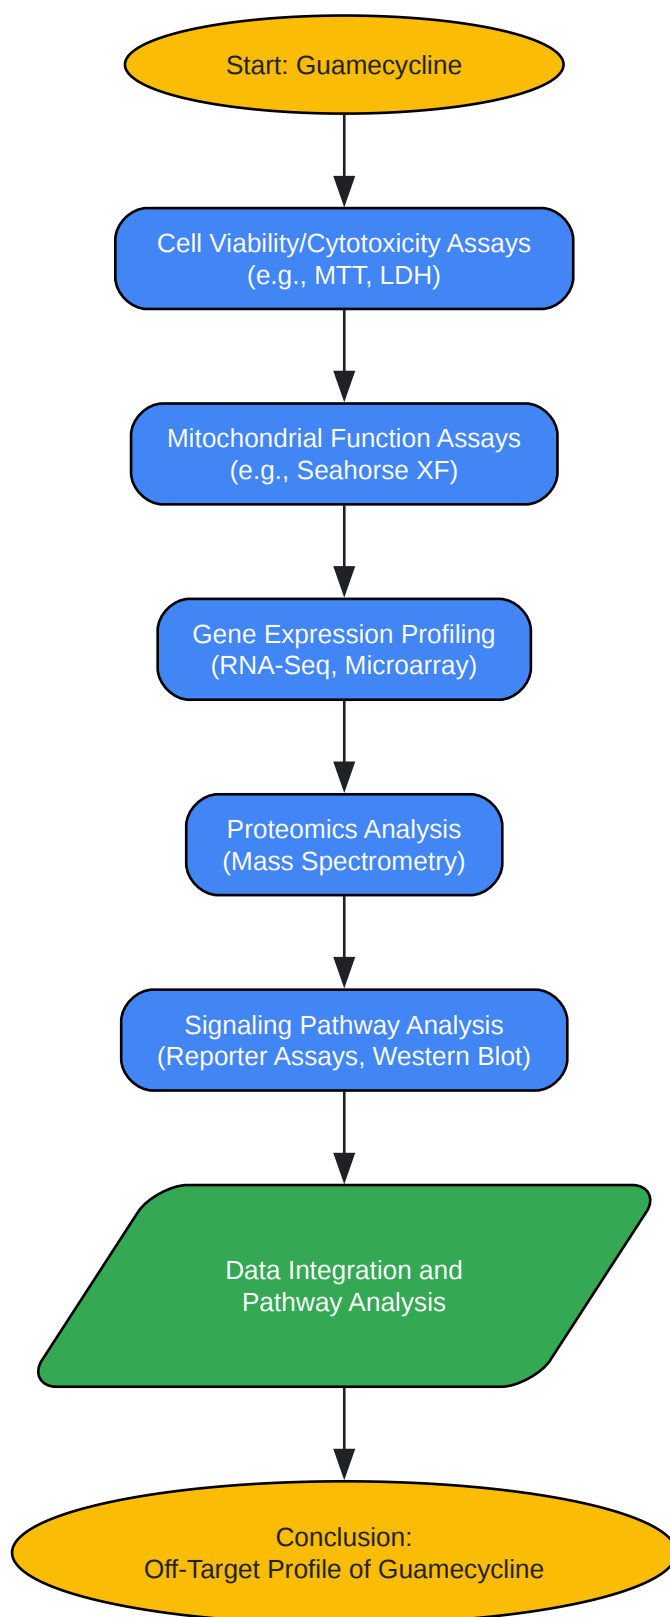 Start: Guamecycline
Cell Viability/Cytotoxicity Assays
(e.g., MTT, LDH)
Mitochondrial Function Assays
(e.g., Seahorse XF)
Gene Expression Profiling
(RNA-Seq, Microarray)
Proteomics Analysis
(Mass Spectrometry)
Signaling Pathway Analysis
(Reporter Assays, Western Blot)
Data Integration and
Pathway Analysis
Conclusion:
Off-Target Profile of Guamecycline